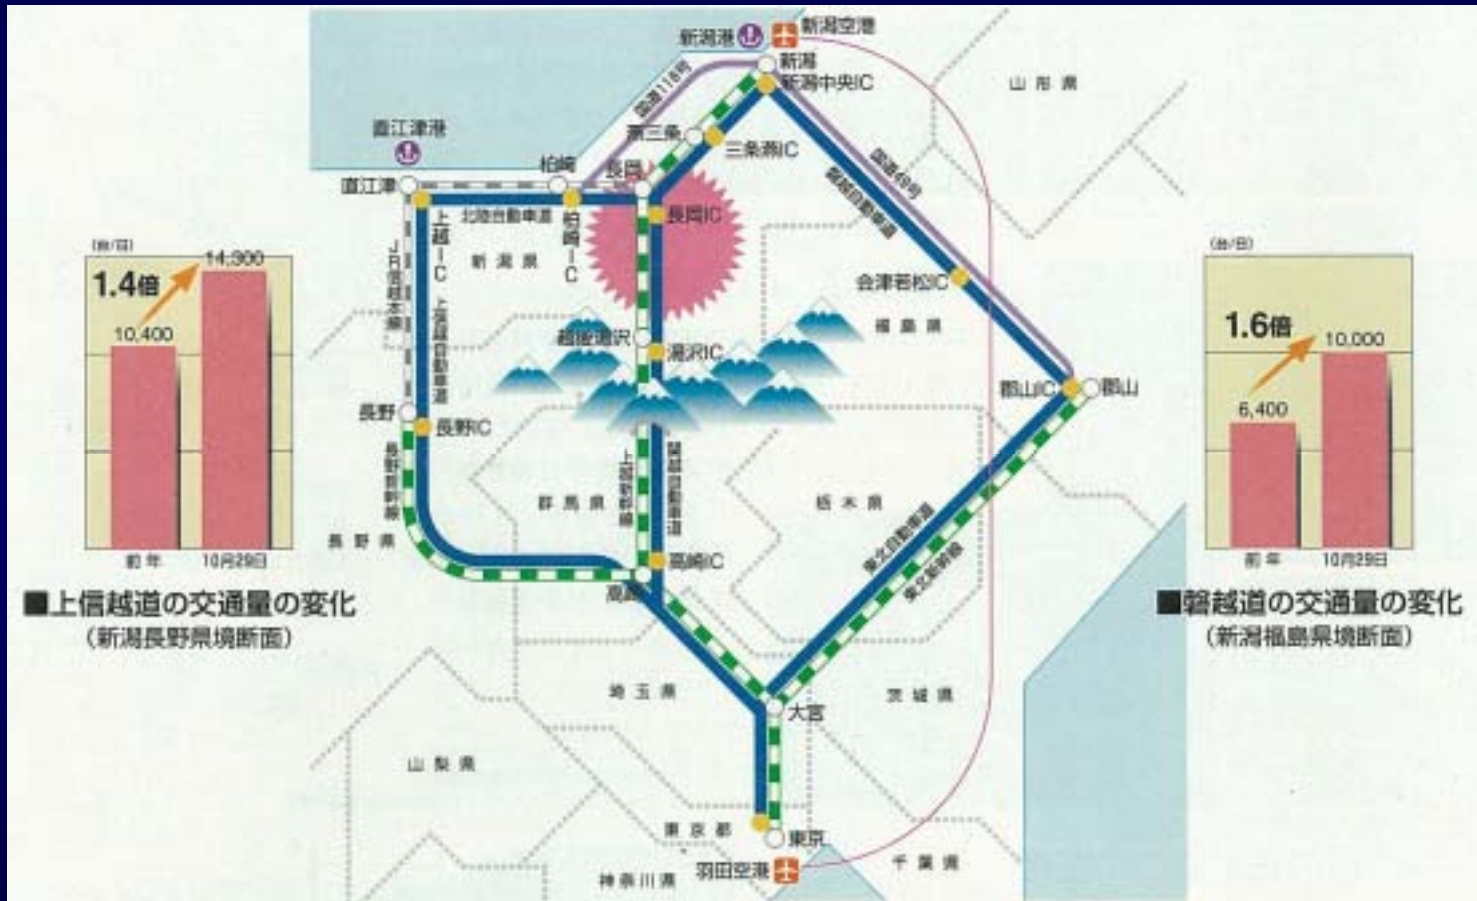 新潟港
新潟空港
新潟
新潟中央IC
国道116号
山形県
直江津港
燕三条
三条燕IC
柏崎
長岡
直江津
国道49号
磐越自動車道
北陸自動車道
上越IC
柏崎IC
長岡IC
新潟県
JR信越本線
上信越自動車道
会津若松IC
福島県
越後湯沢
湯沢IC
郡山IC
郡山
長野
長野IC
長野新幹線
上越新幹線
関越自動車道
群馬県
栃木県
長野県
東北自動車道
東北新幹線
高崎IC
高崎
埼玉県
茨城県
大宮
山梨県
東京都
東京
羽田空港
千葉県
神奈川県
(台/日)
14,300
1.4倍
10,400
前年
10月29日
■上信越道の交通量の変化
(新潟長野県境断面)
(台/日)
1.6倍
10,000
6,400
前年
10月29日
■磐越道の交通量の変化
(新潟福島県境断面)